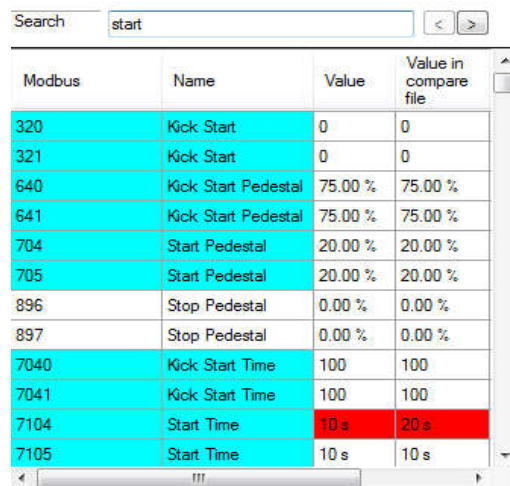 Search start < >
Modbus Name Value Value in compare file
320 Kick Start 0 0
321 Kick Start 0 0
640 Kick Start Pedestal 75.00 % 75.00 %
641 Kick Start Pedestal 75.00 % 75.00 %
704 Start Pedestal 20.00 % 20.00 %
705 Start Pedestal 20.00 % 20.00 %
896 Stop Pedestal 0.00 % 0.00 %
897 Stop Pedestal 0.00 % 0.00 %
7040 Kick Start Time 100 100
7041 Kick Start Time 100 100
7104 Start Time 10 s 20 s
7105 Start Time 10 s 10 s